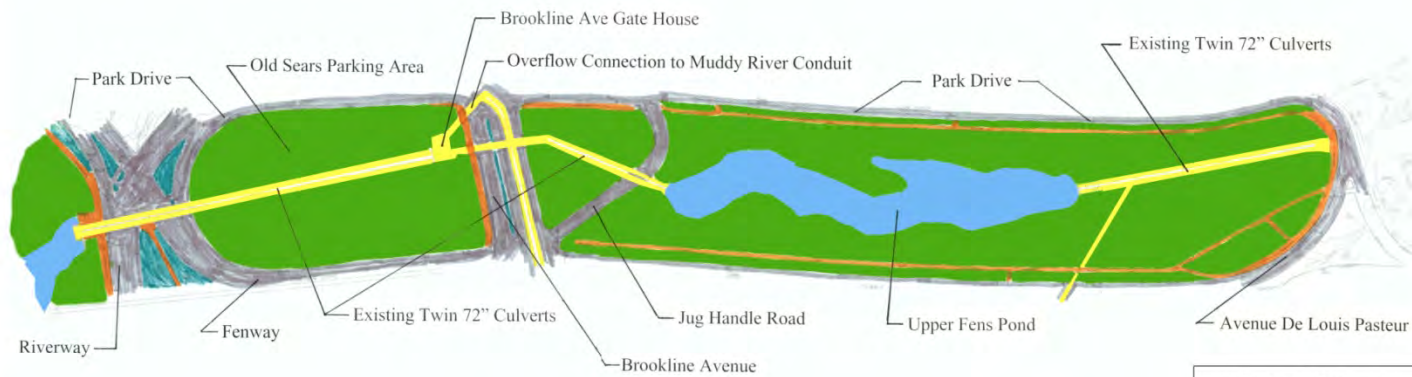 Brookline Ave Gate House
Existing Twin 72” Culverts
Old Sears Parking Area
Overflow Connection to Muddy River Conduit
Park Drive
Park Drive
Riverway
Fenway
Existing Twin 72” Culverts
Jug Handle Road
Upper Fens Pond
Avenue De Louis Pasteur
Brookline Avenue